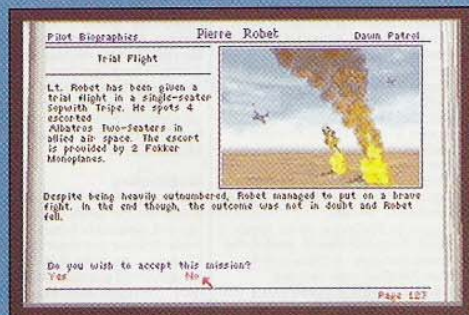 Pilot Biographies Pierre Robet Dawn Patrol
Trial Flight
Lt. Robet has been given a
trial flight in a single-seater
Sopwith Tripe. He spots 4
escorted
Albatros Two-Seaters in
allied air space. The escort
is provided by 2 Fokker
Monoplanes.
Despite being heavily outnumbered, Robet managed to put on a brave
fight. In the end though, the outcome was not in doubt and Robet
fell.
Do you wish to accept this mission?
Yes No
Page 127